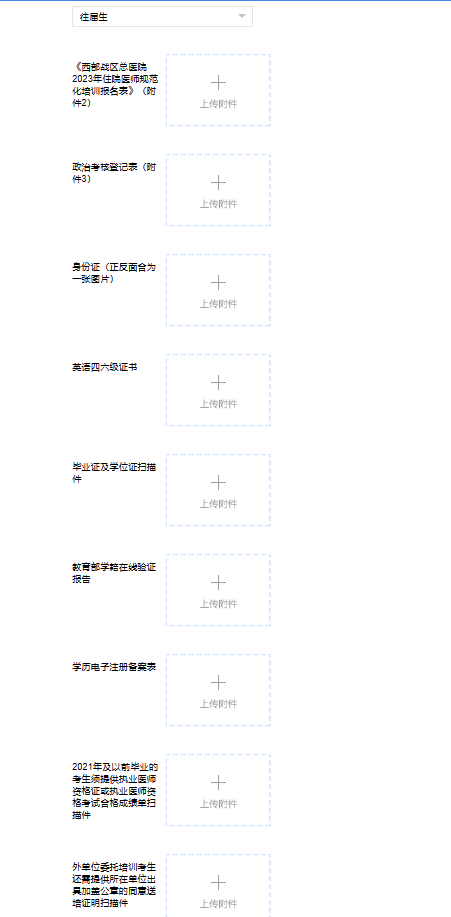 往届生
《西部战区总医院
2023年住院医师规范
化培训报名表》（附
件2）
上传附件
政治考核登记表（附
件3）
上传附件
身份证（正反面合为
一张图片）
上传附件
英语四六级证书
上传附件
毕业证及学位证扫描
件
上传附件
教育部学籍在线验证
报告
上传附件
学历电子注册备案表
上传附件
2021年及以前毕业的
考生须提供执业医师
资格证或执业医师资
格考试合格成绩单扫
描件
上传附件
外单位委托培训考生
还需提供所在单位出
具加盖公章的同意送
培证明扫描件
上传附件